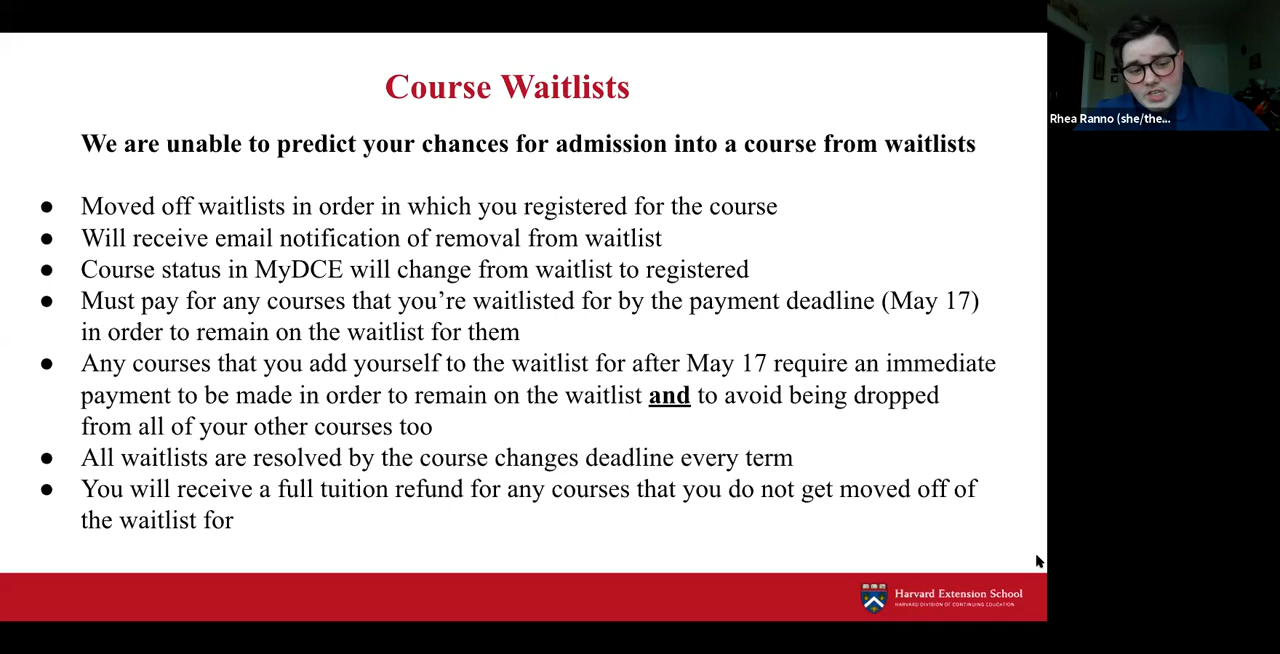 Course Waitlists
We are unable to predict your chances for admission into a course from waitlists
● Moved off waitlists in order in which you registered for the course
● Will receive email notification of removal from waitlist
● Course status in MyDCE will change from waitlist to registered
● Must pay for any courses that you’re waitlisted for by the payment deadline (May 17)
in order to remain on the waitlist for them
● Any courses that you add yourself to the waitlist for after May 17 require an immediate
payment to be made in order to remain on the waitlist and to avoid being dropped
from all of your other courses too
● All waitlists are resolved by the course changes deadline every term
● You will receive a full tuition refund for any courses that you do not get moved off of
the waitlist for
Harvard Extension School
HARVARD DIVISION OF CONTINUING EDUCATION
Rhea Ranno (she/the...